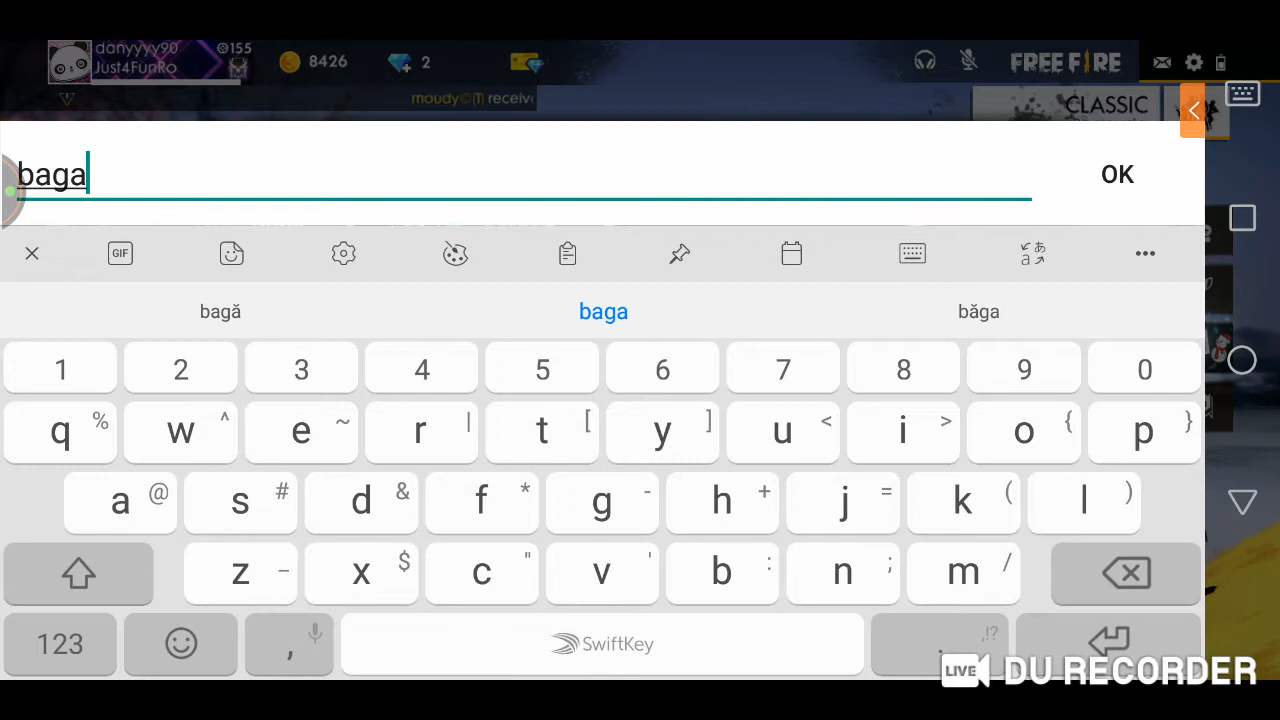 danyyyy90 155
Just4FunRo
8426
2
FREE FIRE
moudy©(T) receive
CLASSIC
baga
OK
GIF
bagă baga băga
1 2 3 4 5 6 7 8 9 0
q % w ^ e ~ r | t [ y ] u < i > o { p }
a @ s # d & f * g - h + j = k ( l )
z _ x $ c " v ' b : n ; m /
123 , SwiftKey . ,!?
LIVE DU RECORDER